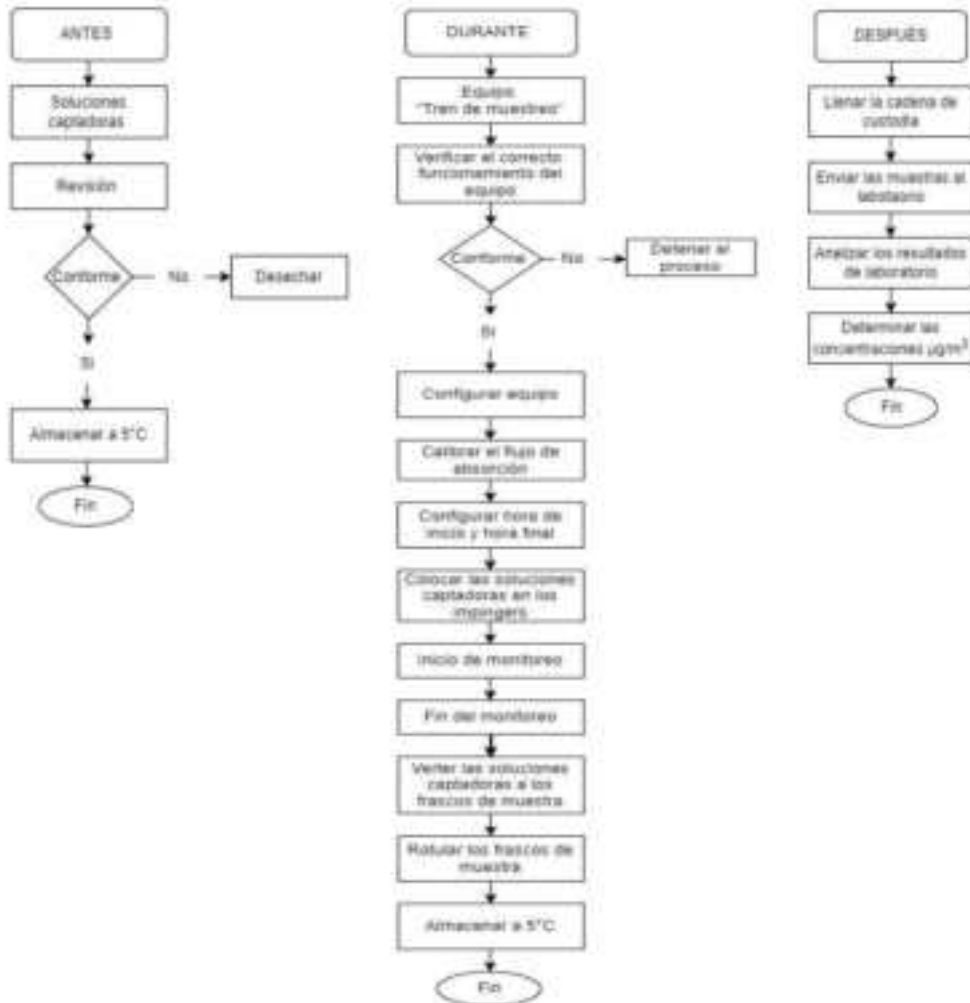 ANTES
Soluciones
captadoras
Revisión
Conforme
No
Desechar
Si
Almacenar a 5°C
Fin
DURANTE
Equipo
"Tren de muestreo"
Verificar el correcto
funcionamiento del
equipo
Conforme
No
Detener el
proceso
Si
Configurar equipo
Calibrar el flujo de
absorción
Configurar hora de
inicio y hora final
Colocar las soluciones
captadoras en los
impingers
Inicio de monitoreo
Fin del monitoreo
Verter las soluciones
captadoras a los
frascos de muestra
Rotular los frascos de
muestra
Almacenar a 5°C
Fin
DESPUÉS
Llenar la cadena de
custodia
Enviar las muestras al
laboratorio
Analizar los resultados
de laboratorio
Determinar las
concentraciones µg/m³
Fin